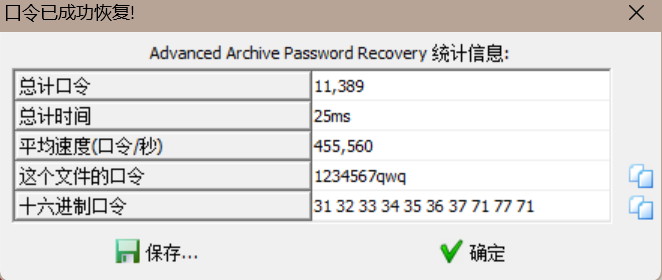 口令已成功恢复!
Advanced Archive Password Recovery 统计信息:
总计口令 11,389
总计时间 25ms
平均速度(口令/秒) 455,560
这个文件的口令 1234567qwq
十六进制口令 31 32 33 34 35 36 37 71 77 71
保存... 确定